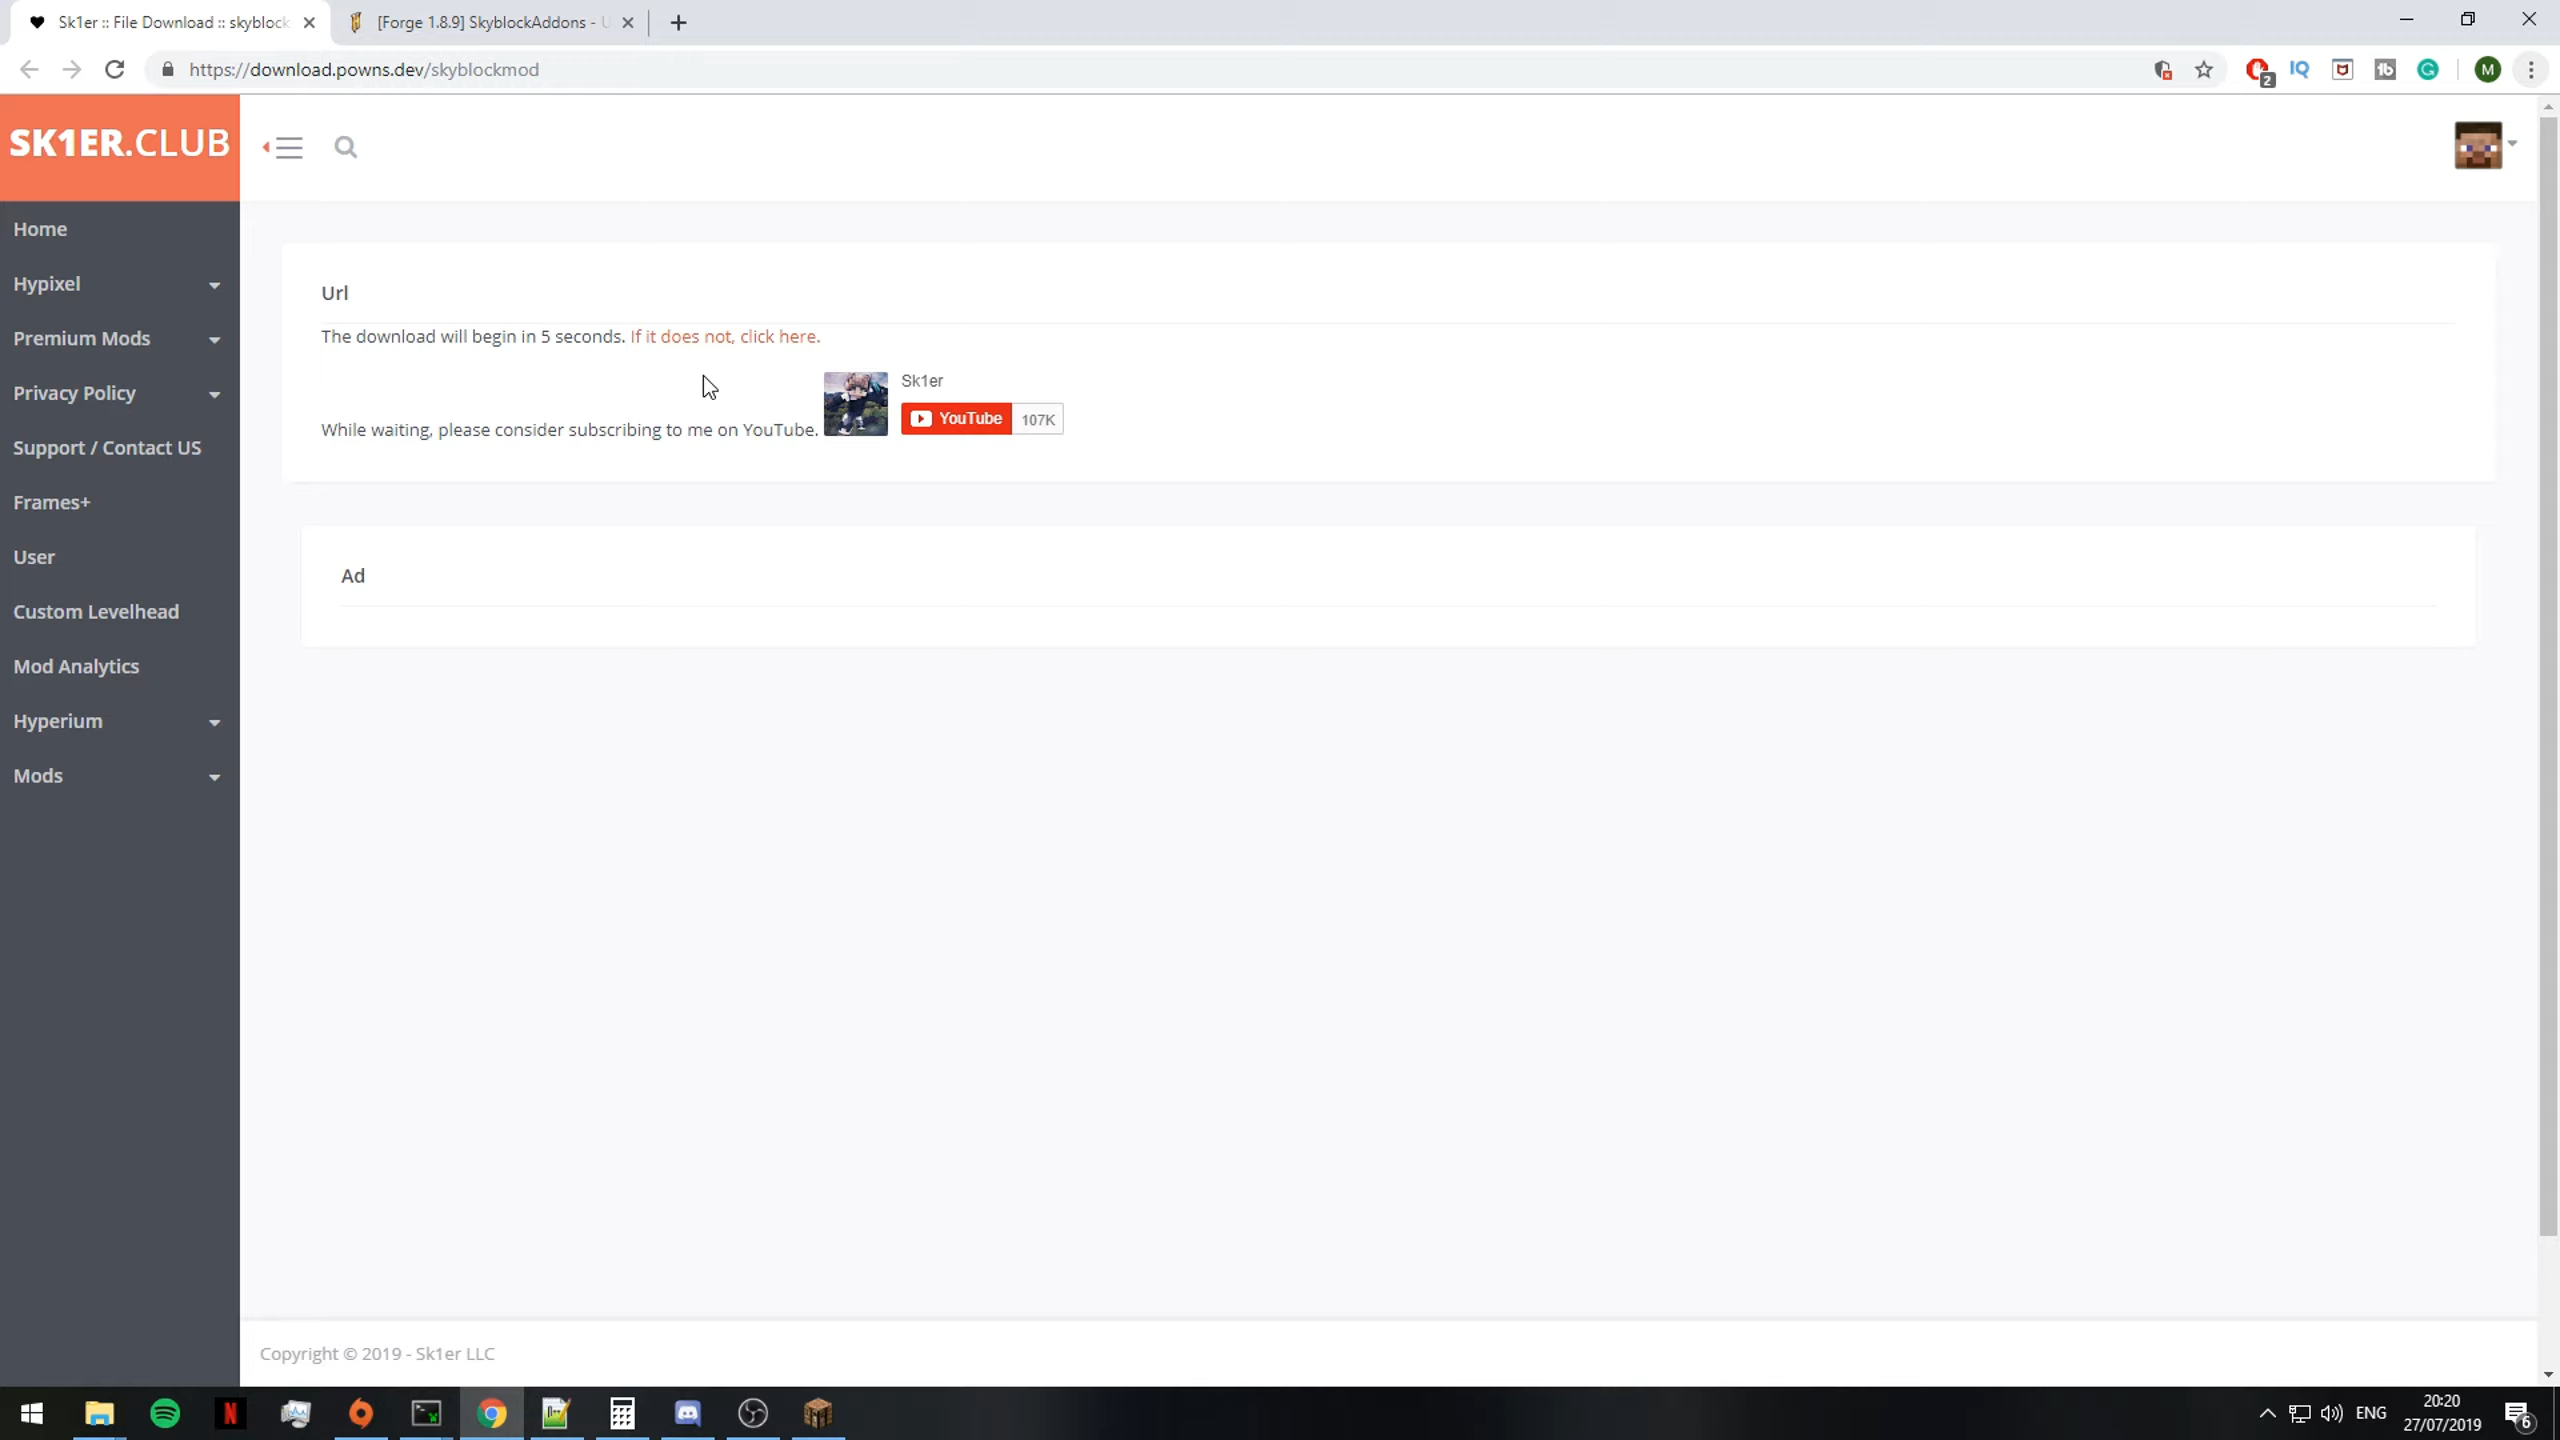 Sk1er :: File Download :: skyblock
[Forge 1.8.9] SkyblockAddons - U
https://download.powns.dev/skyblockmod
2
M
SK1ER.CLUB
Home
Hypixel
Premium Mods
Privacy Policy
Support / Contact US
Frames+
User
Custom Levelhead
Mod Analytics
Hyperium
Mods
Url
The download will begin in 5 seconds. If it does not, click here.
While waiting, please consider subscribing to me on YouTube.
Sk1er
YouTube 107K
Ad
Copyright © 2019 - Sk1er LLC
ENG
20:20
27/07/2019
6